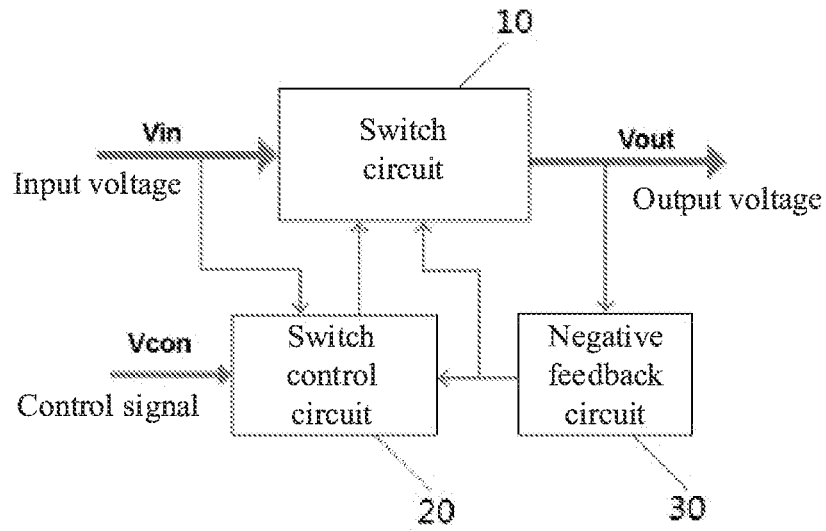 10
Vin
Switch
circuit
Vout
Input voltage
Output voltage
Vcon
Switch
control
circuit
Negative
feedback
circuit
Control signal
20
30